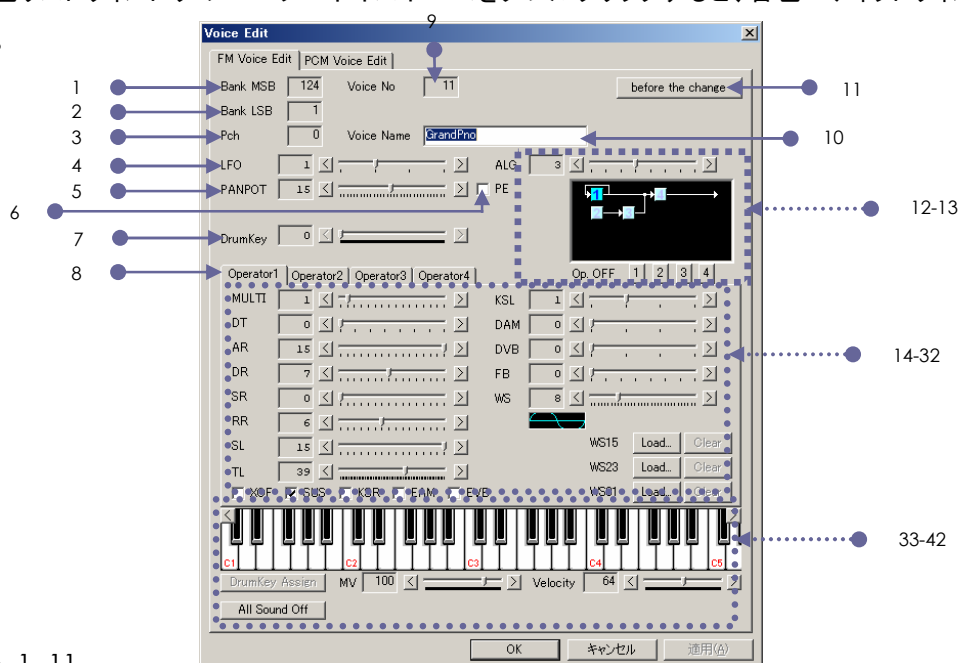 9
Voice Edit
FM Voice Edit PCM Voice Edit
1 Bank MSB 124 Voice No 11 before the change 11
2 Bank LSB 1
3 Pch 0 Voice Name GrandPno 10
4 LFO 1 ALG 3
5 PANPOT 15 PE
6
1 4
2 3
12-13
7 DrumKey 0
8 Operator1 Operator2 Operator3 Operator4 Op. OFF 1 2 3 4
MULTI 1 KSL 1
DT 0 DAM 0
AR 15 DVB 0 14-32
DR 7 FB 0
SR 0 WS 8
RR 6
SL 15 WS15 Load... Clear
TL 39 WS23 Load... Clear
XOF SUS KSR EAM EVB WS31 Load... Clear
33-42
C1 C2 C3 C4 C5
DrumKey Assign MV 100 Velocity 64
All Sound Off
OK キャンセル 適用(A)
1 11